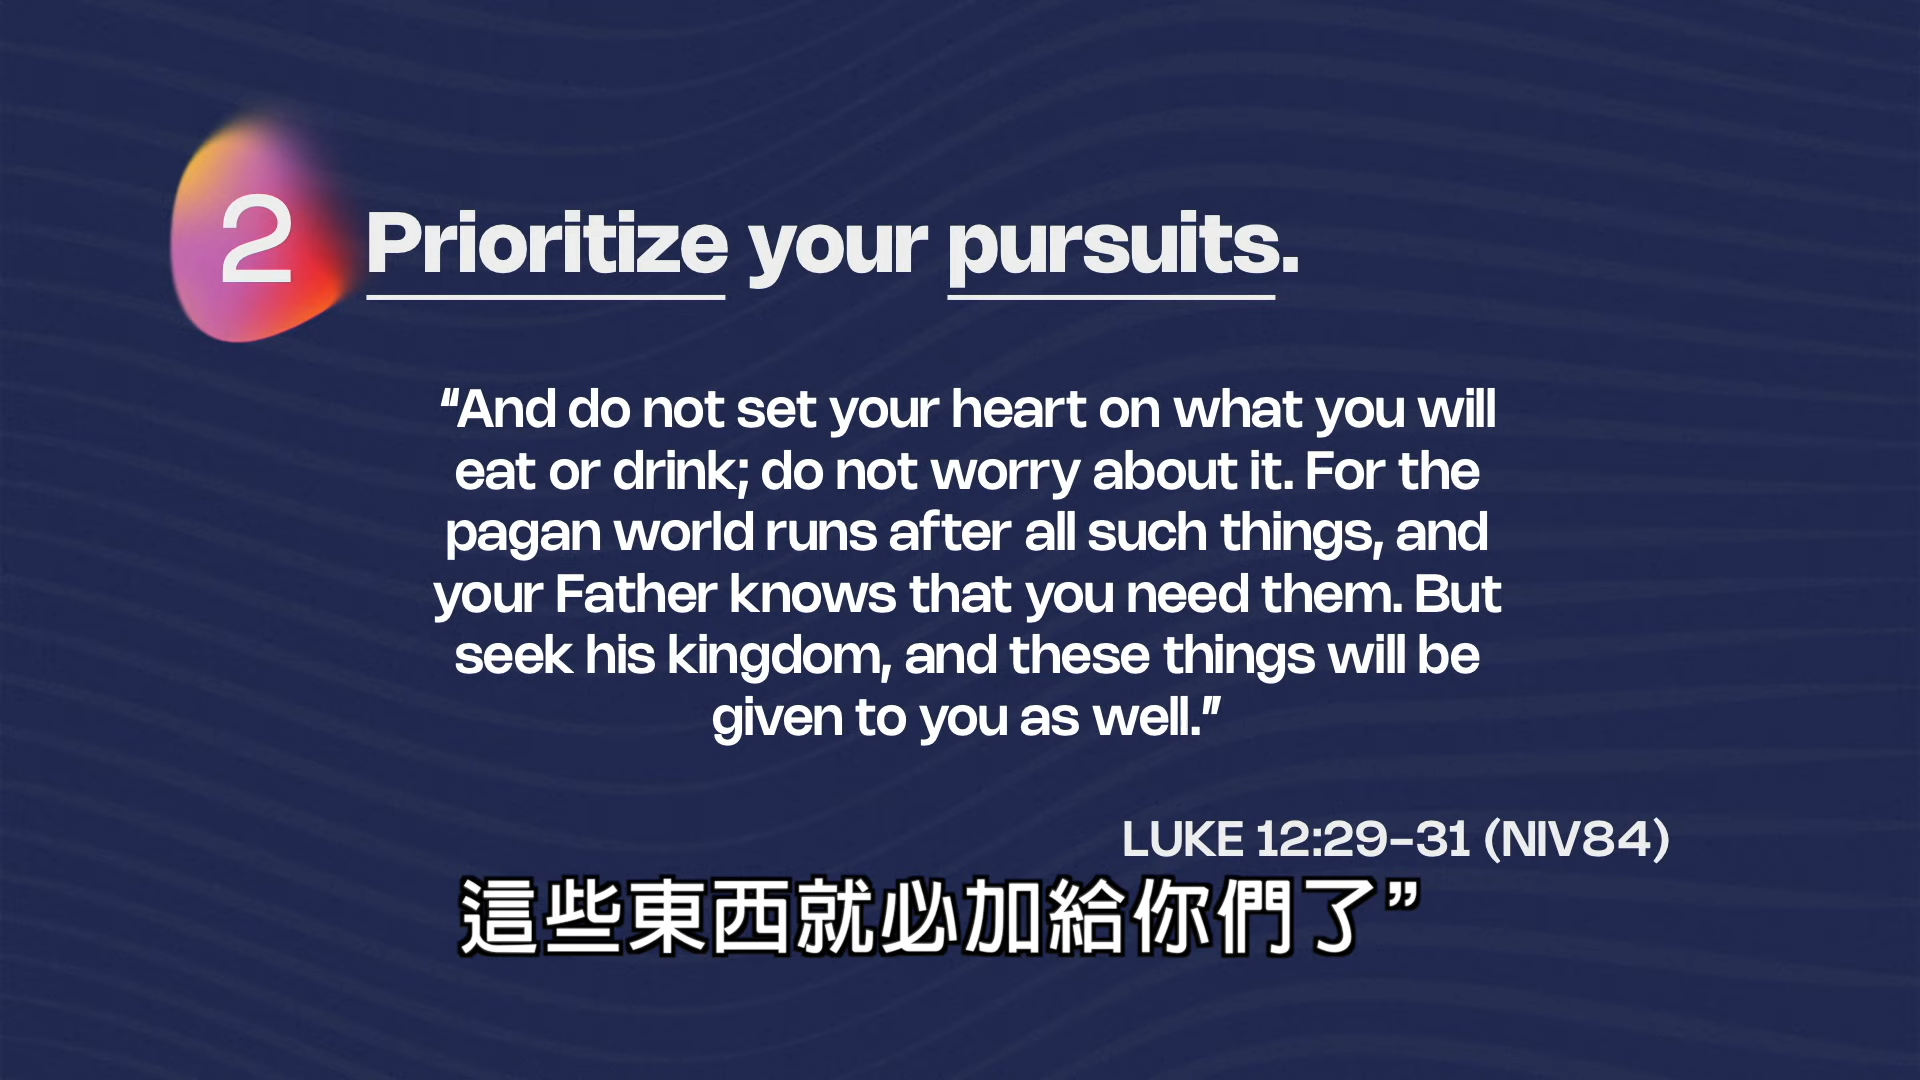 2 Prioritize your pursuits.
“And do not set your heart on what you will
eat or drink; do not worry about it. For the
pagan world runs after all such things, and
your Father knows that you need them. But
seek his kingdom, and these things will be
given to you as well.”
LUKE 12:29–31 (NIV84)
這些東西就必加給你們了”